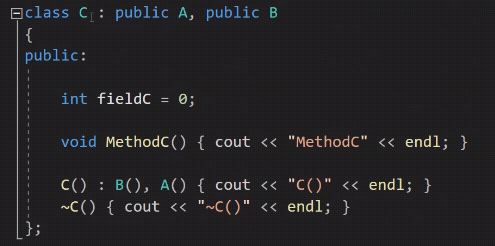 class C : public A, public B
{
public:
int fieldC = 0;
void MethodC() { cout << "MethodC" << endl; }
C() : B(), A() { cout << "C()" << endl; }
~C() { cout << "~C()" << endl; }
};